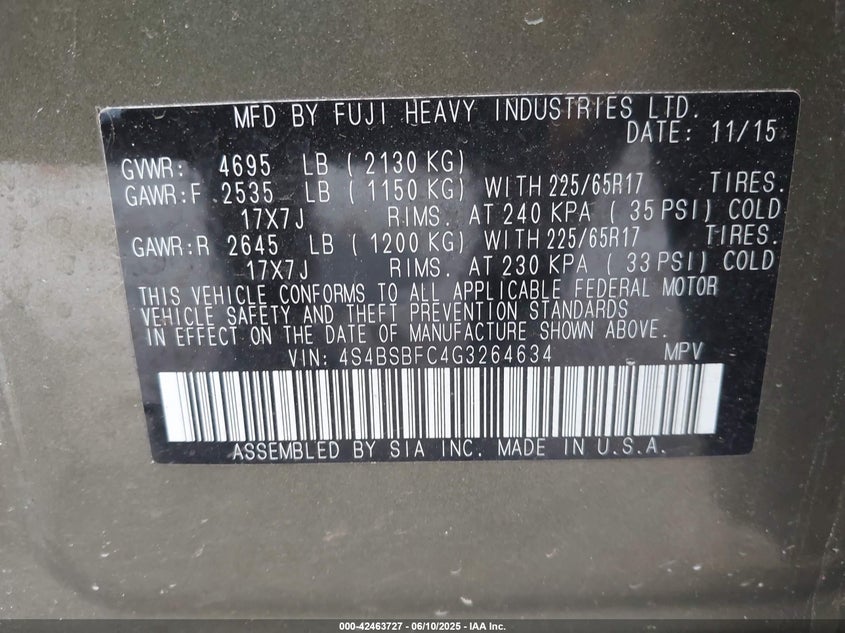 MFD BY FUJI HEAVY INDUSTRIES LTD.
DATE: 11/15
GVWR: 4695 LB ( 2130 KG)
GAWR:F 2535 LB ( 1150 KG) WITH 225/65R17 TIRES.
17X7J RIMS. AT 240 KPA ( 35 PSI) COLD
GAWR:R 2645 LB ( 1200 KG) WITH 225/65R17 TIRES.
17X7J RIMS. AT 230 KPA ( 33 PSI) COLD
THIS VEHICLE CONFORMS TO ALL APPLICABLE FEDERAL MOTOR
VEHICLE SAFETY AND THEFT PREVENTION STANDARDS
IN EFFECT ON THE DATE OF MANUFACTURE SHOWN ABOVE.
VIN: 4S4BSBFC4G3264634 MPV
ASSEMBLED BY SIA INC. MADE IN U.S.A.
000-42463727 - 06/10/2025 - IAA Inc.